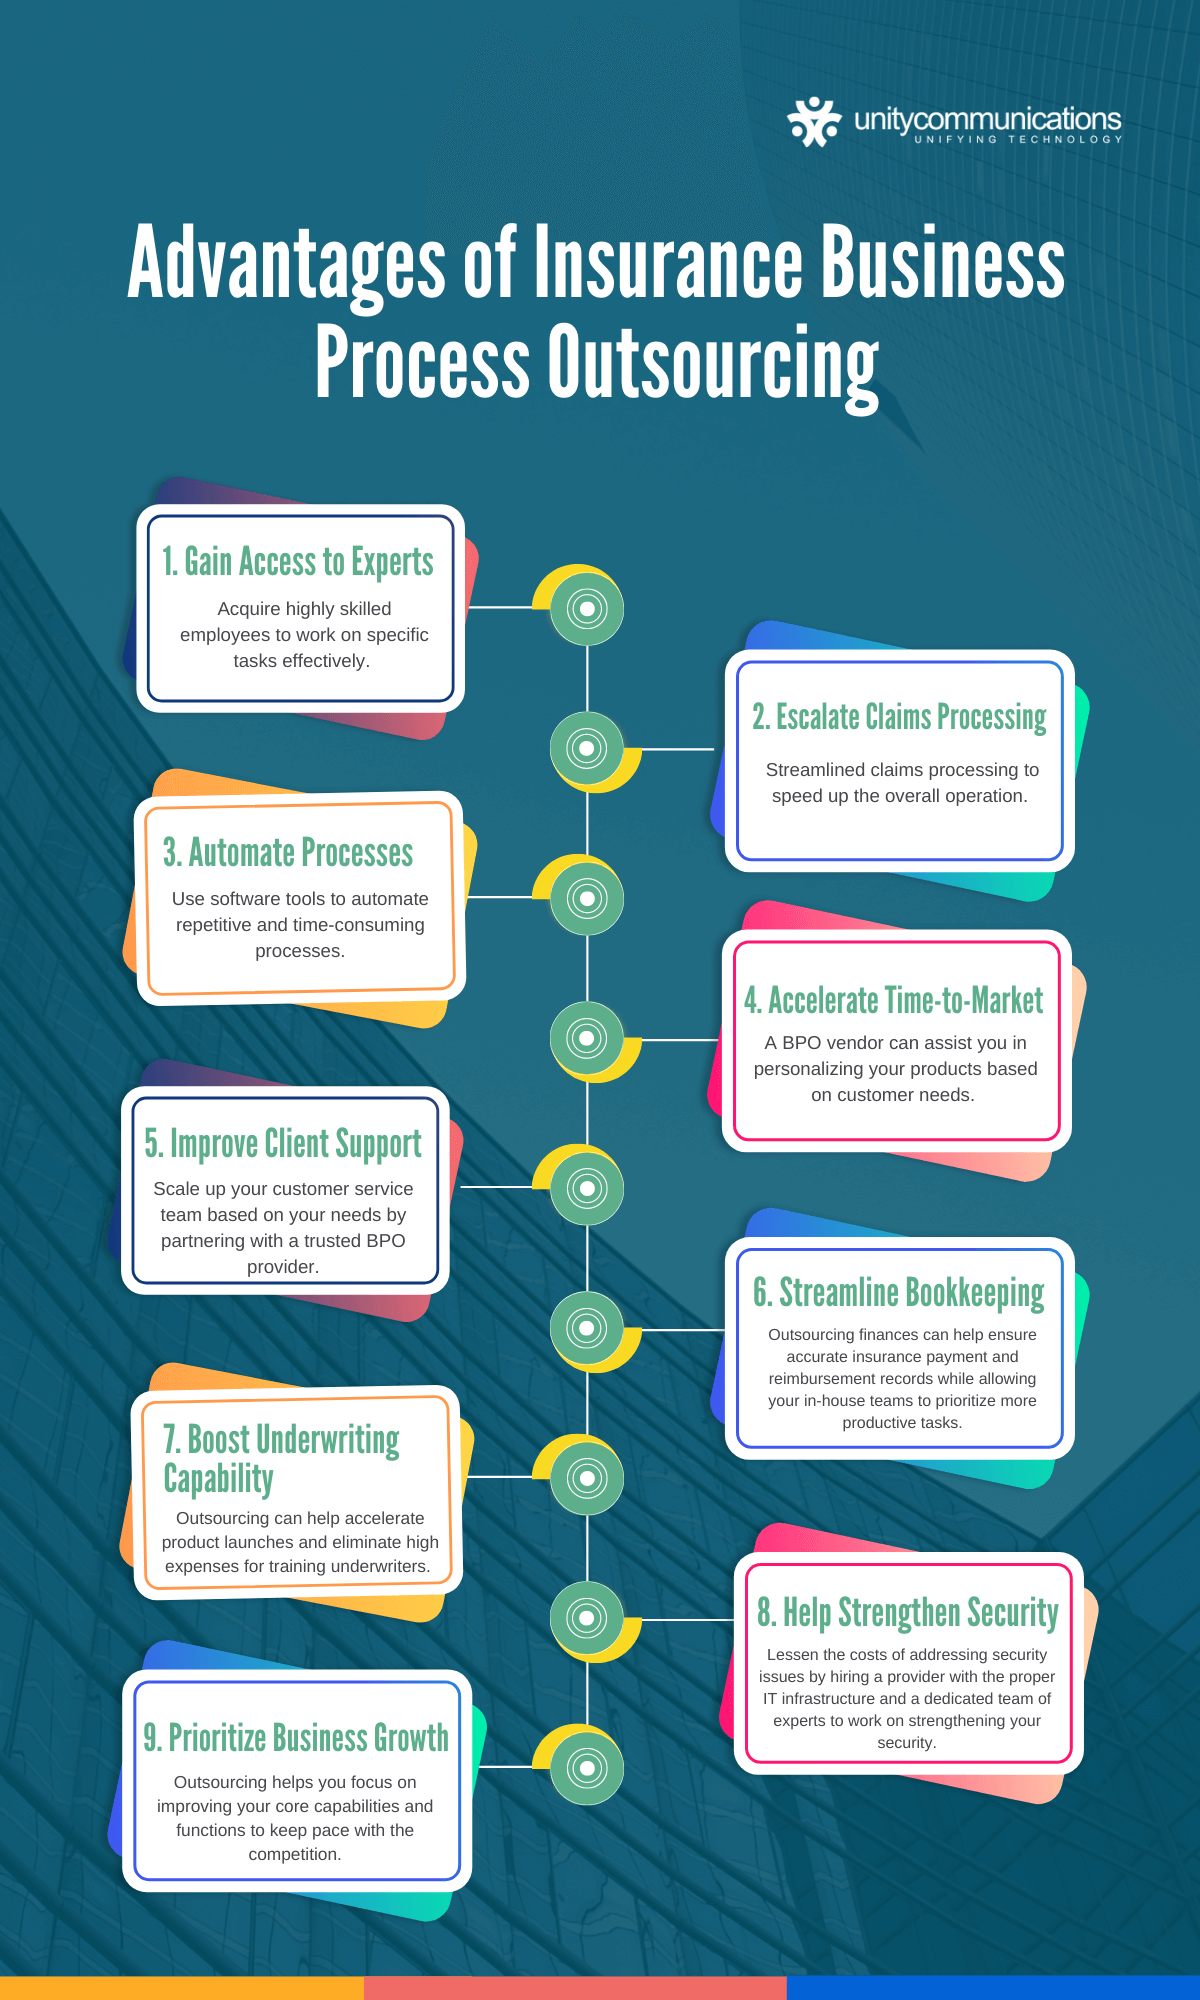 unitycommunications
UNIFYING TECHNOLOGY
Advantages of Insurance Business
Process Outsourcing
1. Gain Access to Experts
Acquire highly skilled
employees to work on specific
tasks effectively.
2. Escalate Claims Processing
Streamlined claims processing to
speed up the overall operation.
3. Automate Processes
Use software tools to automate
repetitive and time-consuming
processes.
4. Accelerate Time-to-Market
A BPO vendor can assist you in
personalizing your products based
on customer needs.
5. Improve Client Support
Scale up your customer service
team based on your needs by
partnering with a trusted BPO
provider.
6. Streamline Bookkeeping
Outsourcing finances can help ensure
accurate insurance payment and
reimbursement records while allowing
your in-house teams to prioritize more
productive tasks.
7. Boost Underwriting
Capability
Outsourcing can help accelerate
product launches and eliminate high
expenses for training underwriters.
8. Help Strengthen Security
Lessen the costs of addressing security
issues by hiring a provider with the proper
IT infrastructure and a dedicated team of
experts to work on strengthening your
security.
9. Prioritize Business Growth
Outsourcing helps you focus on
improving your core capabilities and
functions to keep pace with the
competition.